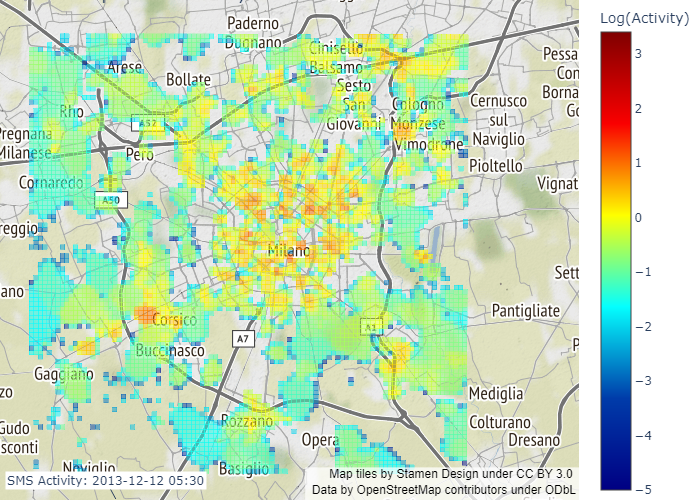 Log(Activity)
Paderno
Dugnano
Cinisello
Balsamo
Arese
Bollate
Sesto
San
Giovanni
Pessa
Con
Borna
Go
Rho
A52
Cologno
Monzese
Cernusco
sul
Naviglio
Pregnana
Milanese
Pero
Vimodrone
Pioltello
Cornaredo
A50
Vignat
reggio
Milano
Sett
ano
Corsico
A1
Pantigliate
A7
Buccinasco
P
Gaggiano
zo
Mediglia
Rozzano
Gudo
sconti
Opera
Colturano
Dresano
Noviglio
Basiglio
SMS Activity: 2013-12-12 05:30
Map tiles by Stamen Design under CC BY 3.0
Data by OpenStreetMap contributors under ODbL
3
2
1
0
−1
−2
−3
−4
−5